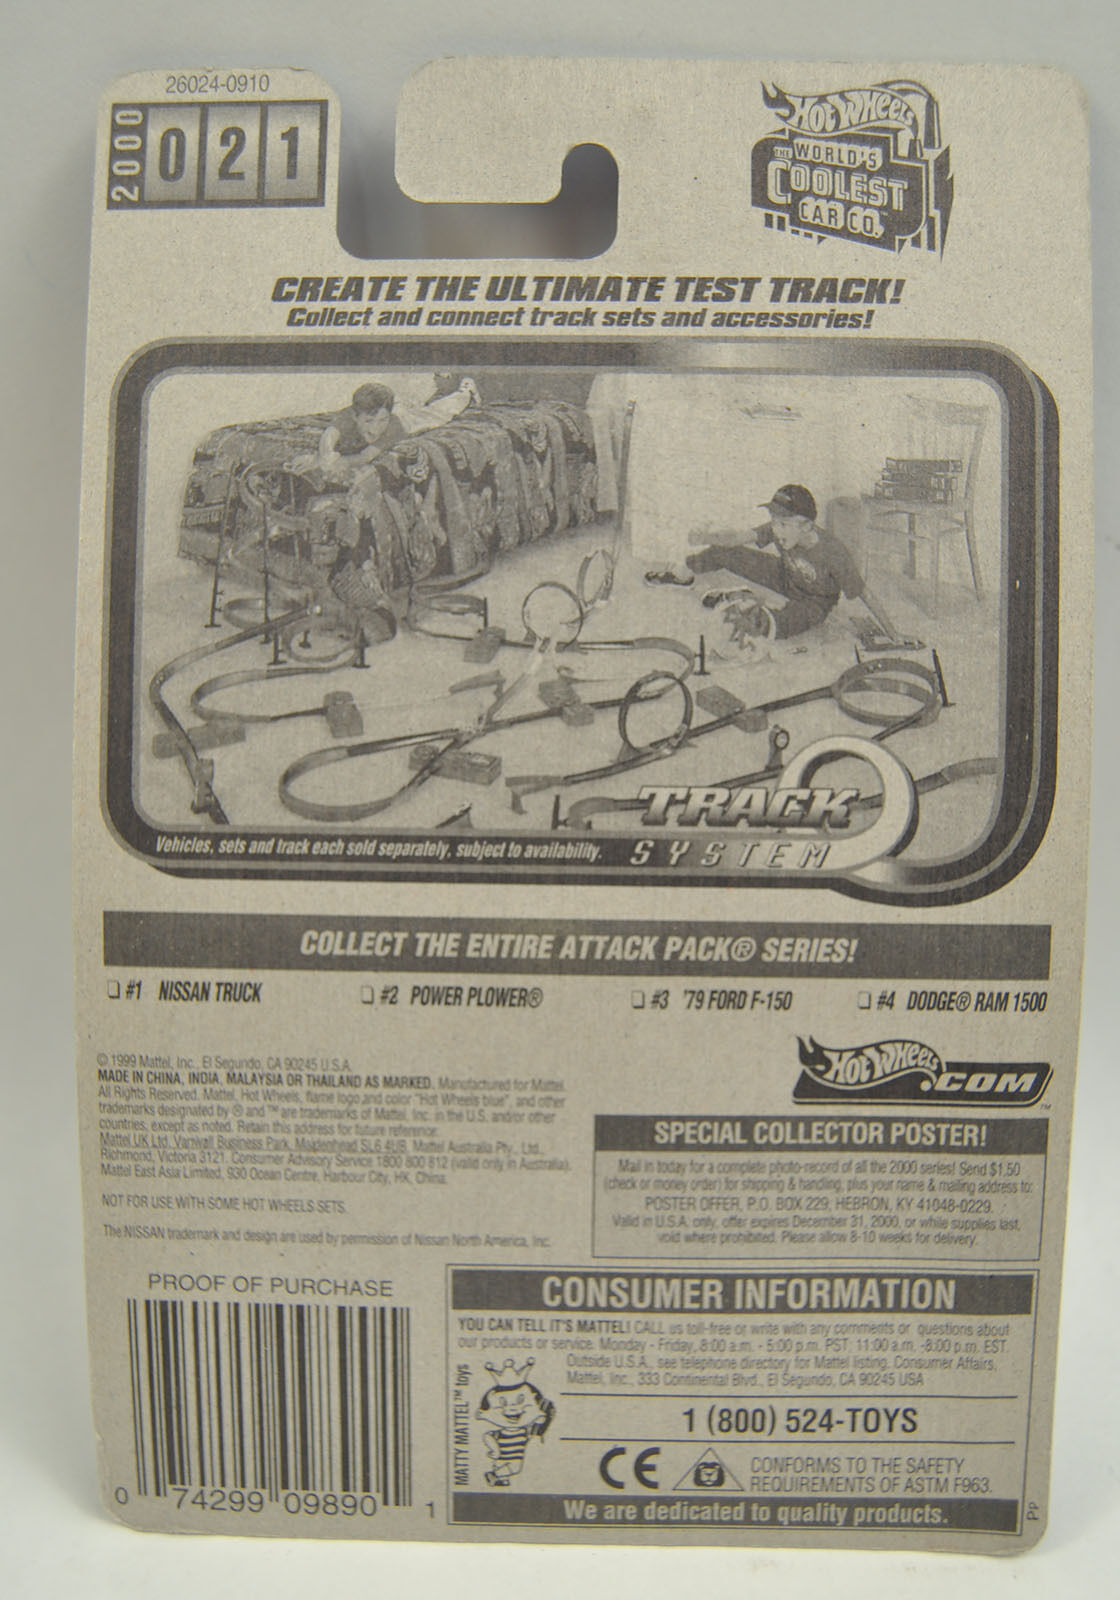 26024-0910
2000
021
HOT WHEELS
THE WORLD'S
COOLEST
CAR CO.
CREATE THE ULTIMATE TEST TRACK!
Collect and connect track sets and accessories!
TRACK
SYSTEM
Vehicles, sets and track each sold separately, subject to availability.
COLLECT THE ENTIRE ATTACK PACK® SERIES!
❑ #1 NISSAN TRUCK ❑ #2 POWER PLOWER® ❑ #3 '79 FORD F-150 ❑ #4 DODGE® RAM 1500
© 1999 Mattel, Inc., El Segundo, CA 90245 U.S.A.
MADE IN CHINA, INDIA, MALAYSIA OR THAILAND AS MARKED. Manufactured for Mattel.
All Rights Reserved. Mattel, Hot Wheels, flame logo and color "Hot Wheels blue", and other
trademarks designated by ® and ™ are trademarks of Mattel, Inc. in the U.S. and/or other
countries, except as noted. Retain this address for future reference:
Mattel UK Ltd, Vanwall Business Park, Maidenhead SL6 4UB. Mattel Australia Pty., Ltd.,
Richmond, Victoria 3121. Consumer Advisory Service 1800 800 812 (valid only in Australia).
Mattel East Asia Limited, 930 Ocean Centre, Harbour City, HK, China.
NOT FOR USE WITH SOME HOT WHEELS SETS.
The NISSAN trademark and design are used by permission of Nissan North America, Inc.
HOT WHEELS.COM™
SPECIAL COLLECTOR POSTER!
Mail in today for a complete photo-record of all the 2000 series! Send $1.50
(check or money order) for shipping & handling, plus your name & mailing address to:
POSTER OFFER, P.O. BOX 229, HEBRON, KY 41048-0229.
Valid in U.S.A. only, offer expires December 31, 2000, or while supplies last,
void where prohibited. Please allow 8-10 weeks for delivery.
PROOF OF PURCHASE
0 74299 09890 1
CONSUMER INFORMATION
YOU CAN TELL IT'S MATTEL! CALL us toll-free or write with any comments or questions about
our products or service. Monday - Friday, 8:00 a.m. - 5:00 p.m. PST; 11:00 a.m. -8:00 p.m. EST.
Outside U.S.A., see telephone directory for Mattel listing. Consumer Affairs,
Mattel, Inc., 333 Continental Blvd., El Segundo, CA 90245 USA
MATTY MATTEL™ toys
1 (800) 524-TOYS
CE
CONFORMS TO THE SAFETY
REQUIREMENTS OF ASTM F963.
We are dedicated to quality products.
PP